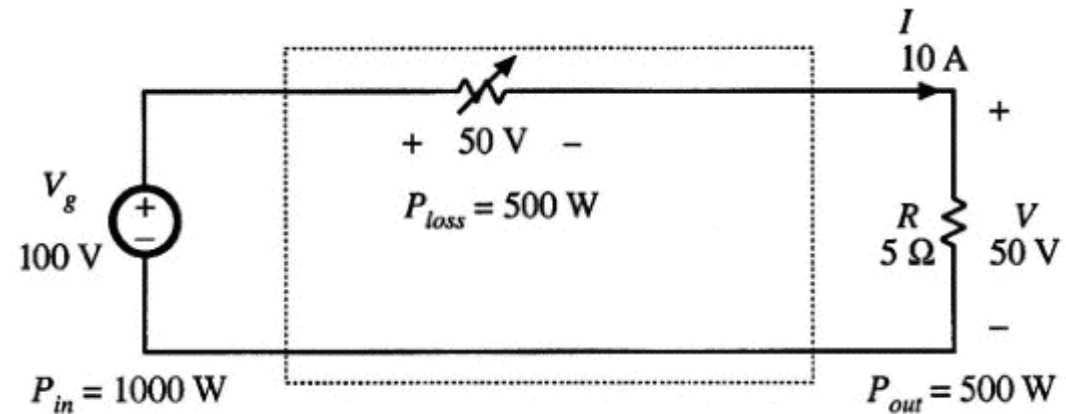 I
10 A
+ 50 V −
P_loss = 500 W
V_g
100 V
+
−
R
5 Ω
+
V
50 V
−
P_in = 1000 W
P_out = 500 W